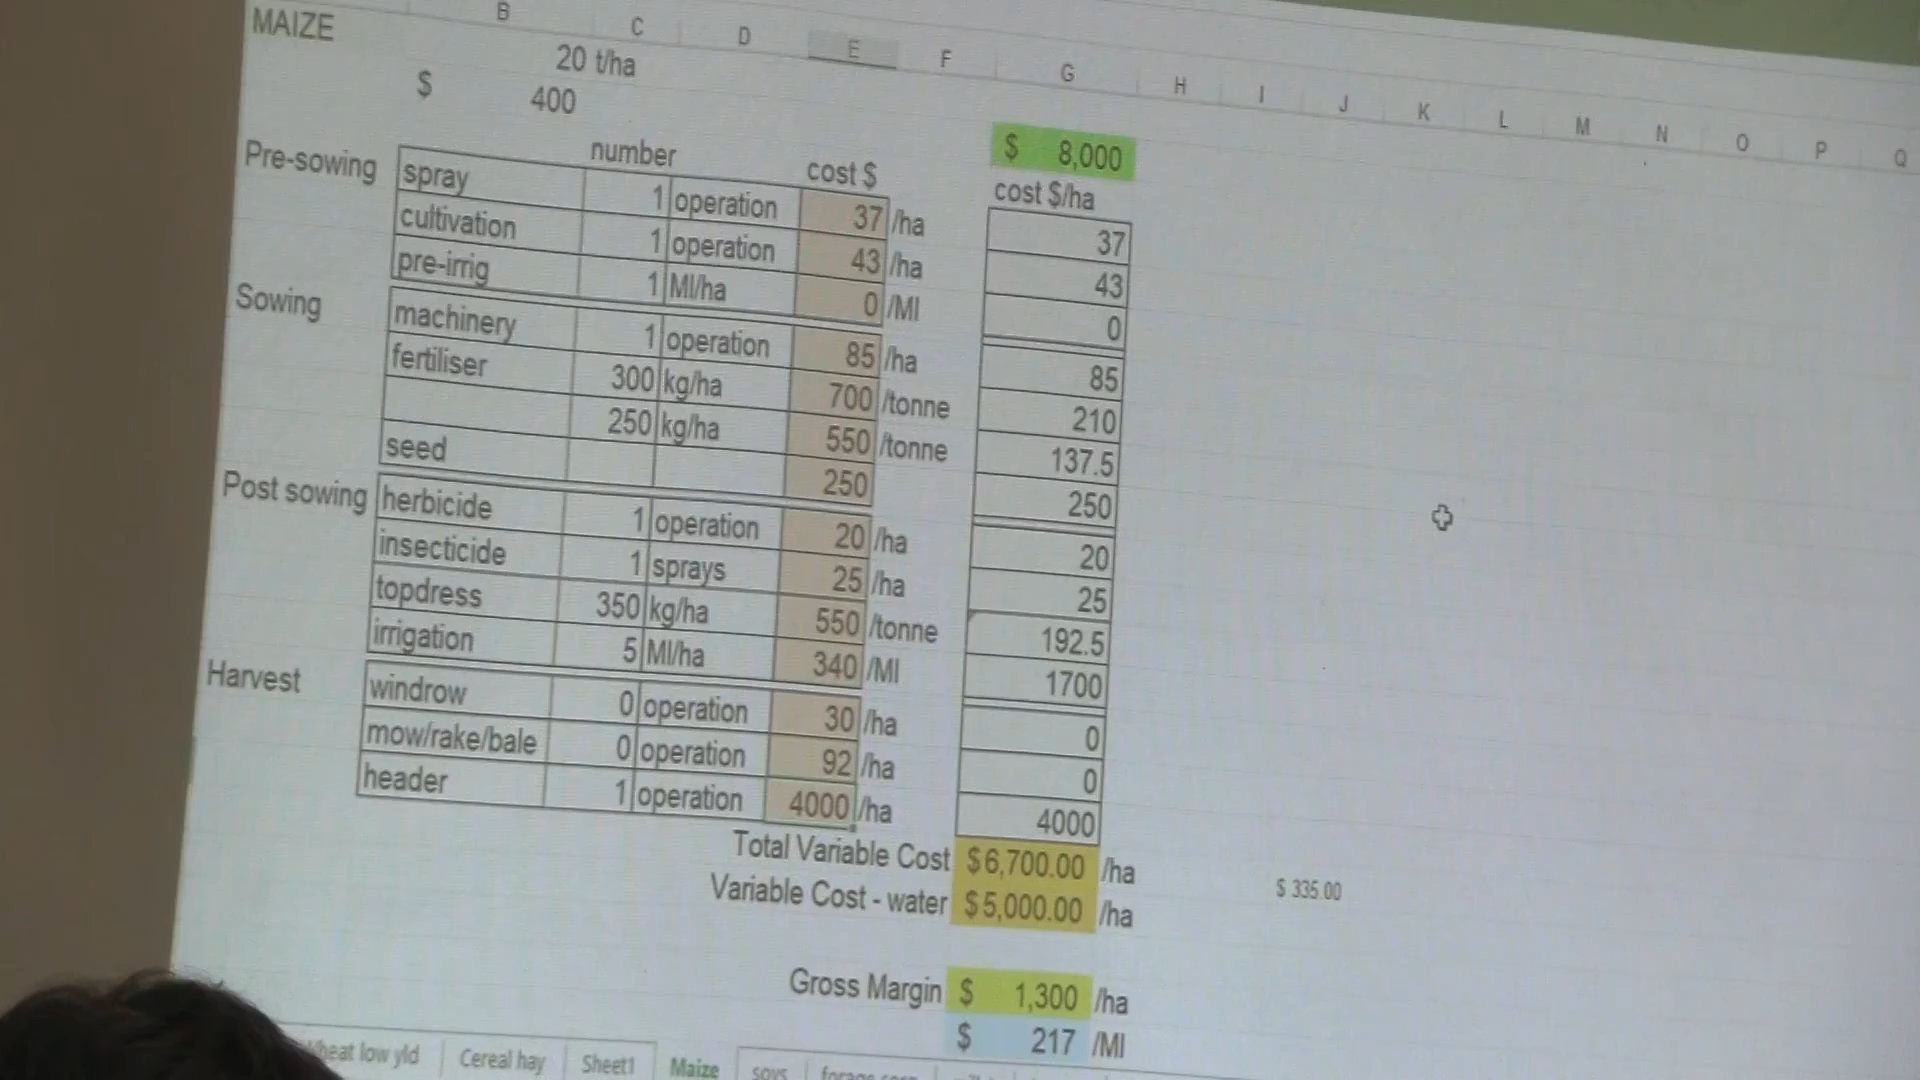 B C D E F G H I J K L M N O P Q
MAIZE
20 t/ha
$ 400
$ 8,000
number cost $ cost $/ha
Pre-sowing spray 1 operation 37 /ha 37
cultivation 1 operation 43 /ha 43
pre-irrig 1 Ml/ha 0 /Ml 0
Sowing machinery 1 operation 85 /ha 85
fertiliser 300 kg/ha 700 /tonne 210
250 kg/ha 550 /tonne 137.5
seed 250 250
Post sowing herbicide 1 operation 20 /ha 20
insecticide 1 sprays 25 /ha 25
topdress 350 kg/ha 550 /tonne 192.5
irrigation 5 Ml/ha 340 /Ml 1700
Harvest windrow 0 operation 30 /ha 0
mow/rake/bale 0 operation 92 /ha 0
header 1 operation 4000 /ha 4000
Total Variable Cost $6,700.00 /ha $ 335.00
Variable Cost - water $5,000.00 /ha
Gross Margin $ 1,300 /ha
$ 217 /Ml
low yld Cereal hay Sheet1 Maize soys